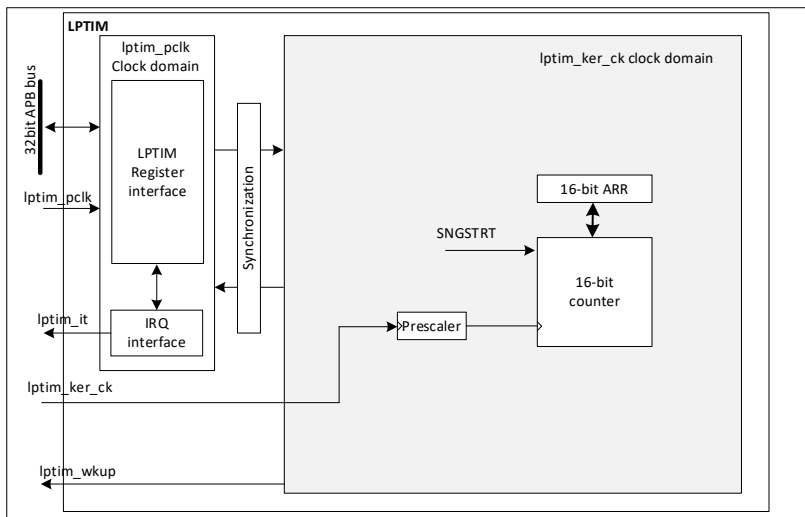 LPTIM
lptim_pclk
Clock domain
lptim_ker_ck clock domain
32bit APB bus
LPTIM
Register
interface
Synchronization
16-bit ARR
lptim_pclk
SNGSTRT
16-bit
counter
lptim_it
IRQ
interface
Prescaler
lptim_ker_ck
lptim_wkup